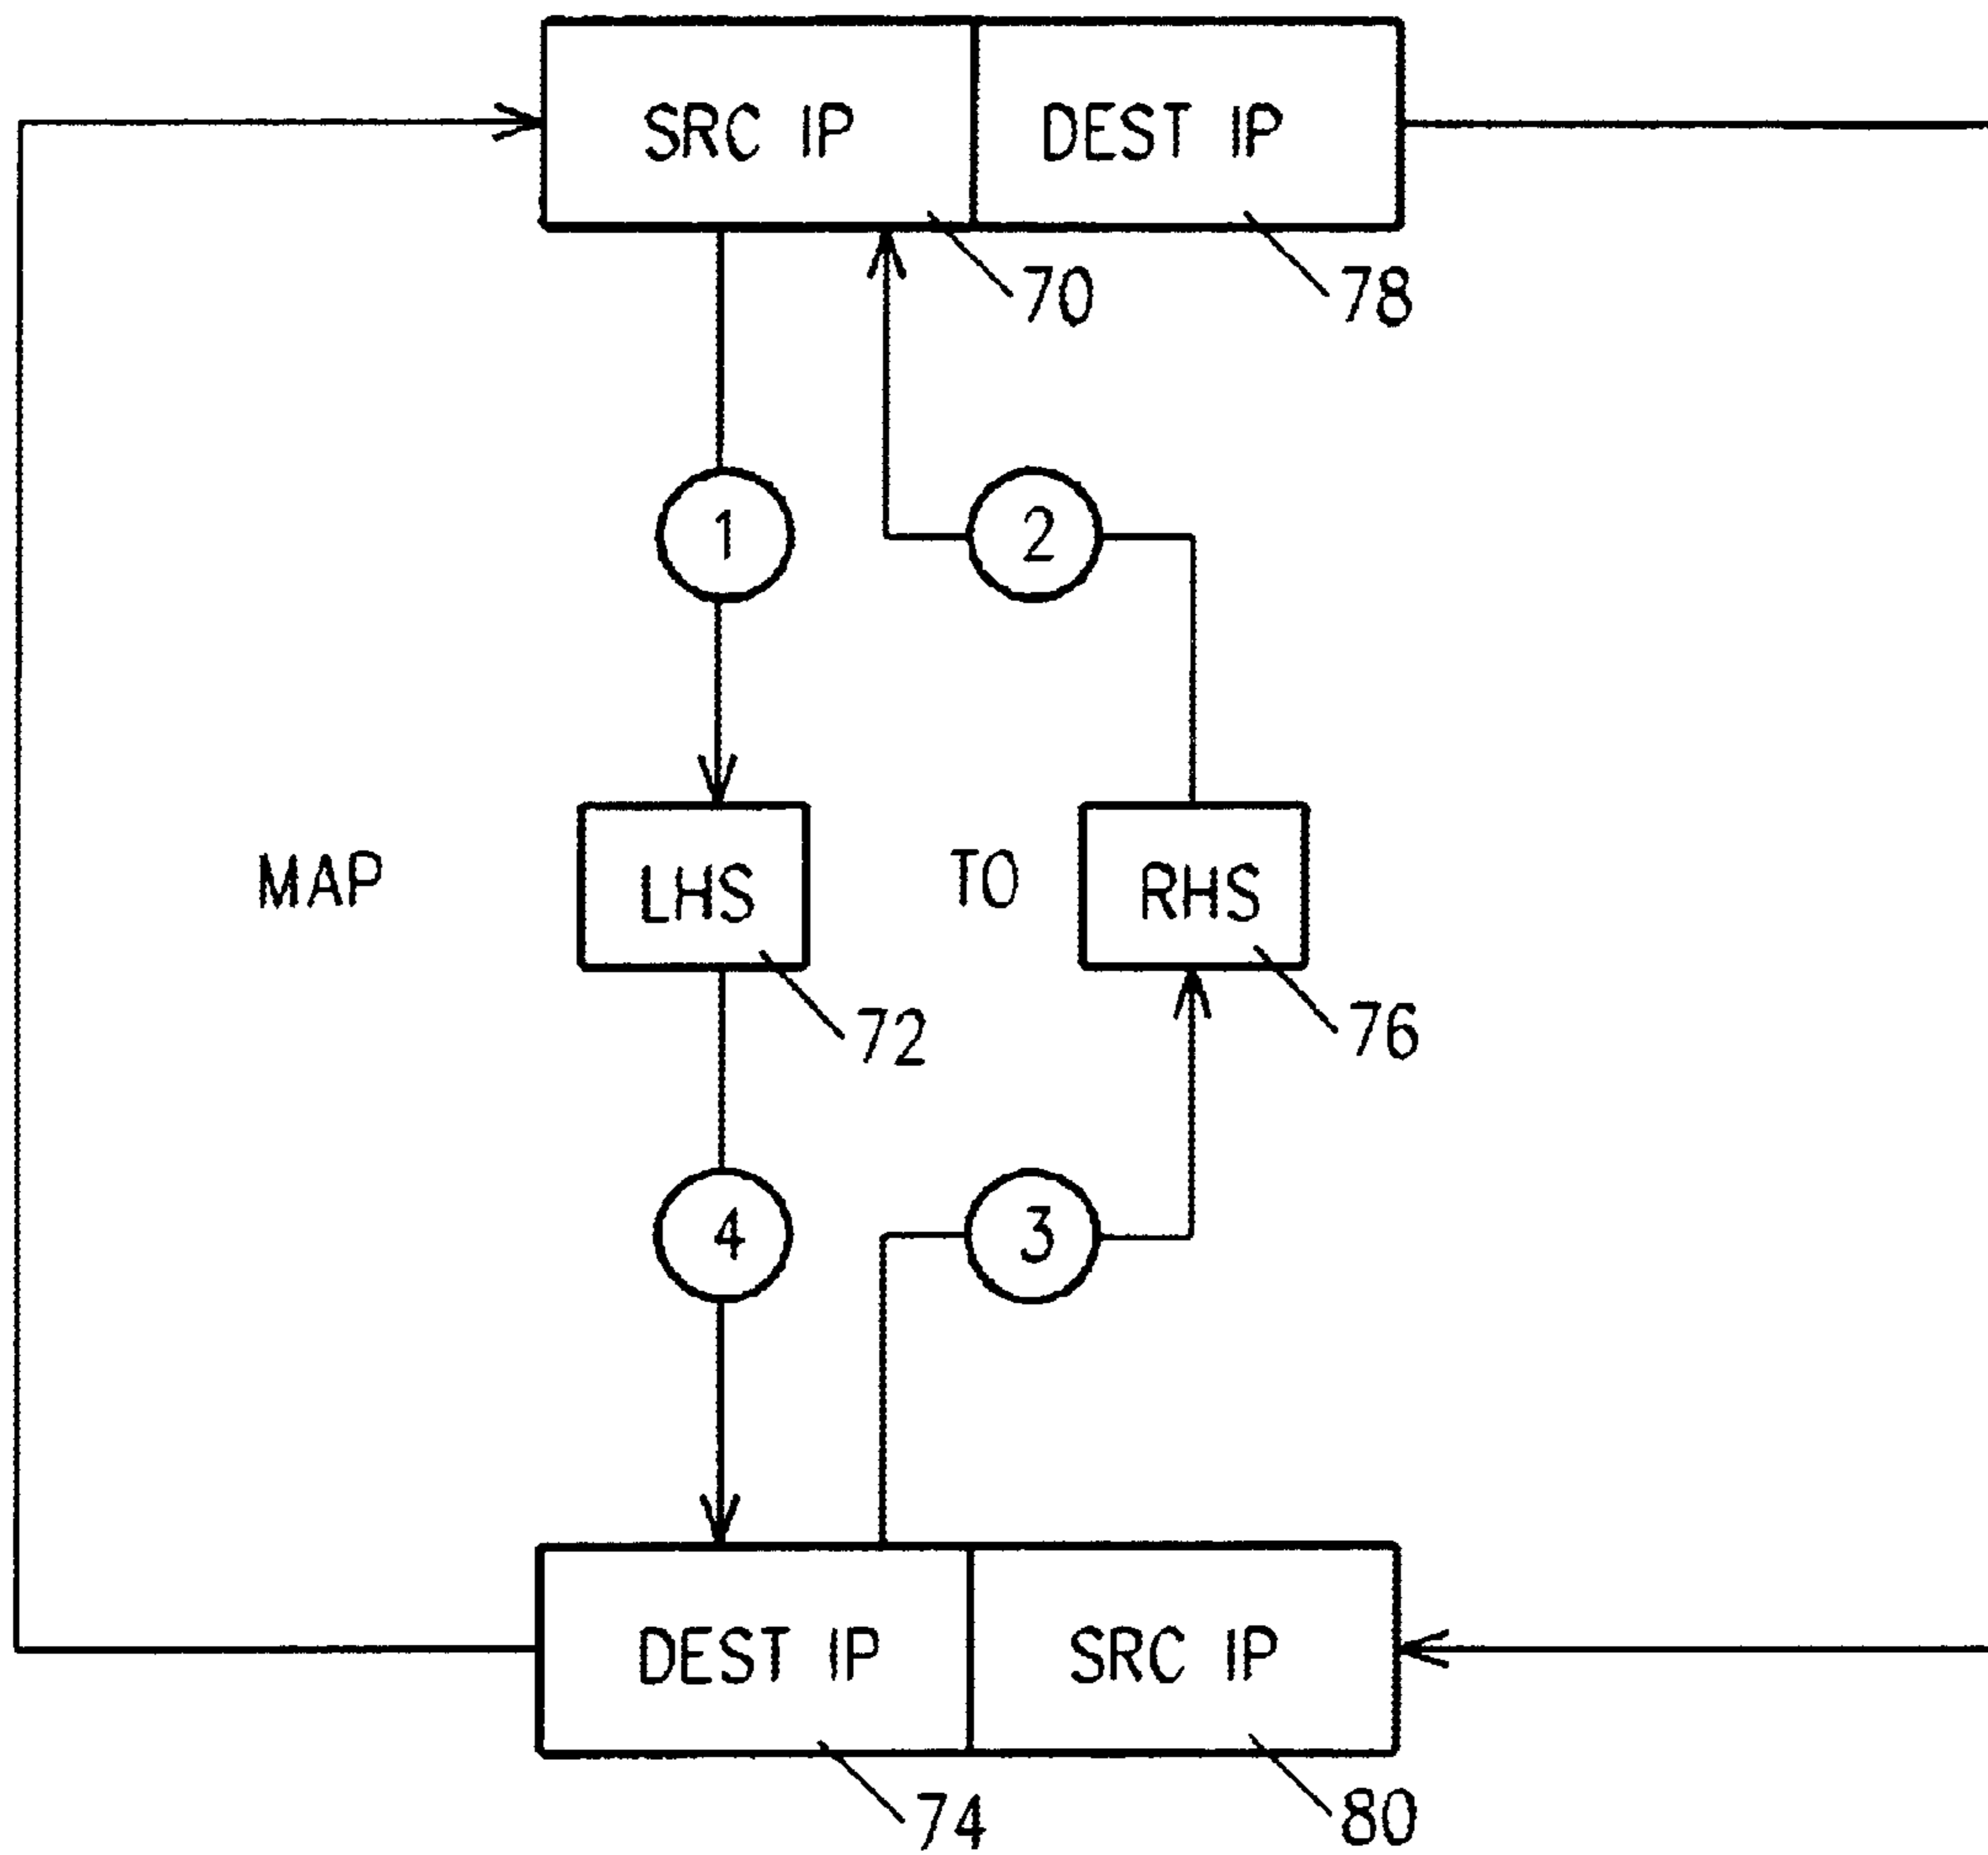 SRC IP DEST IP
70 78
1 2
MAP LHS TO RHS
72 76
4 3
DEST IP SRC IP
74 80